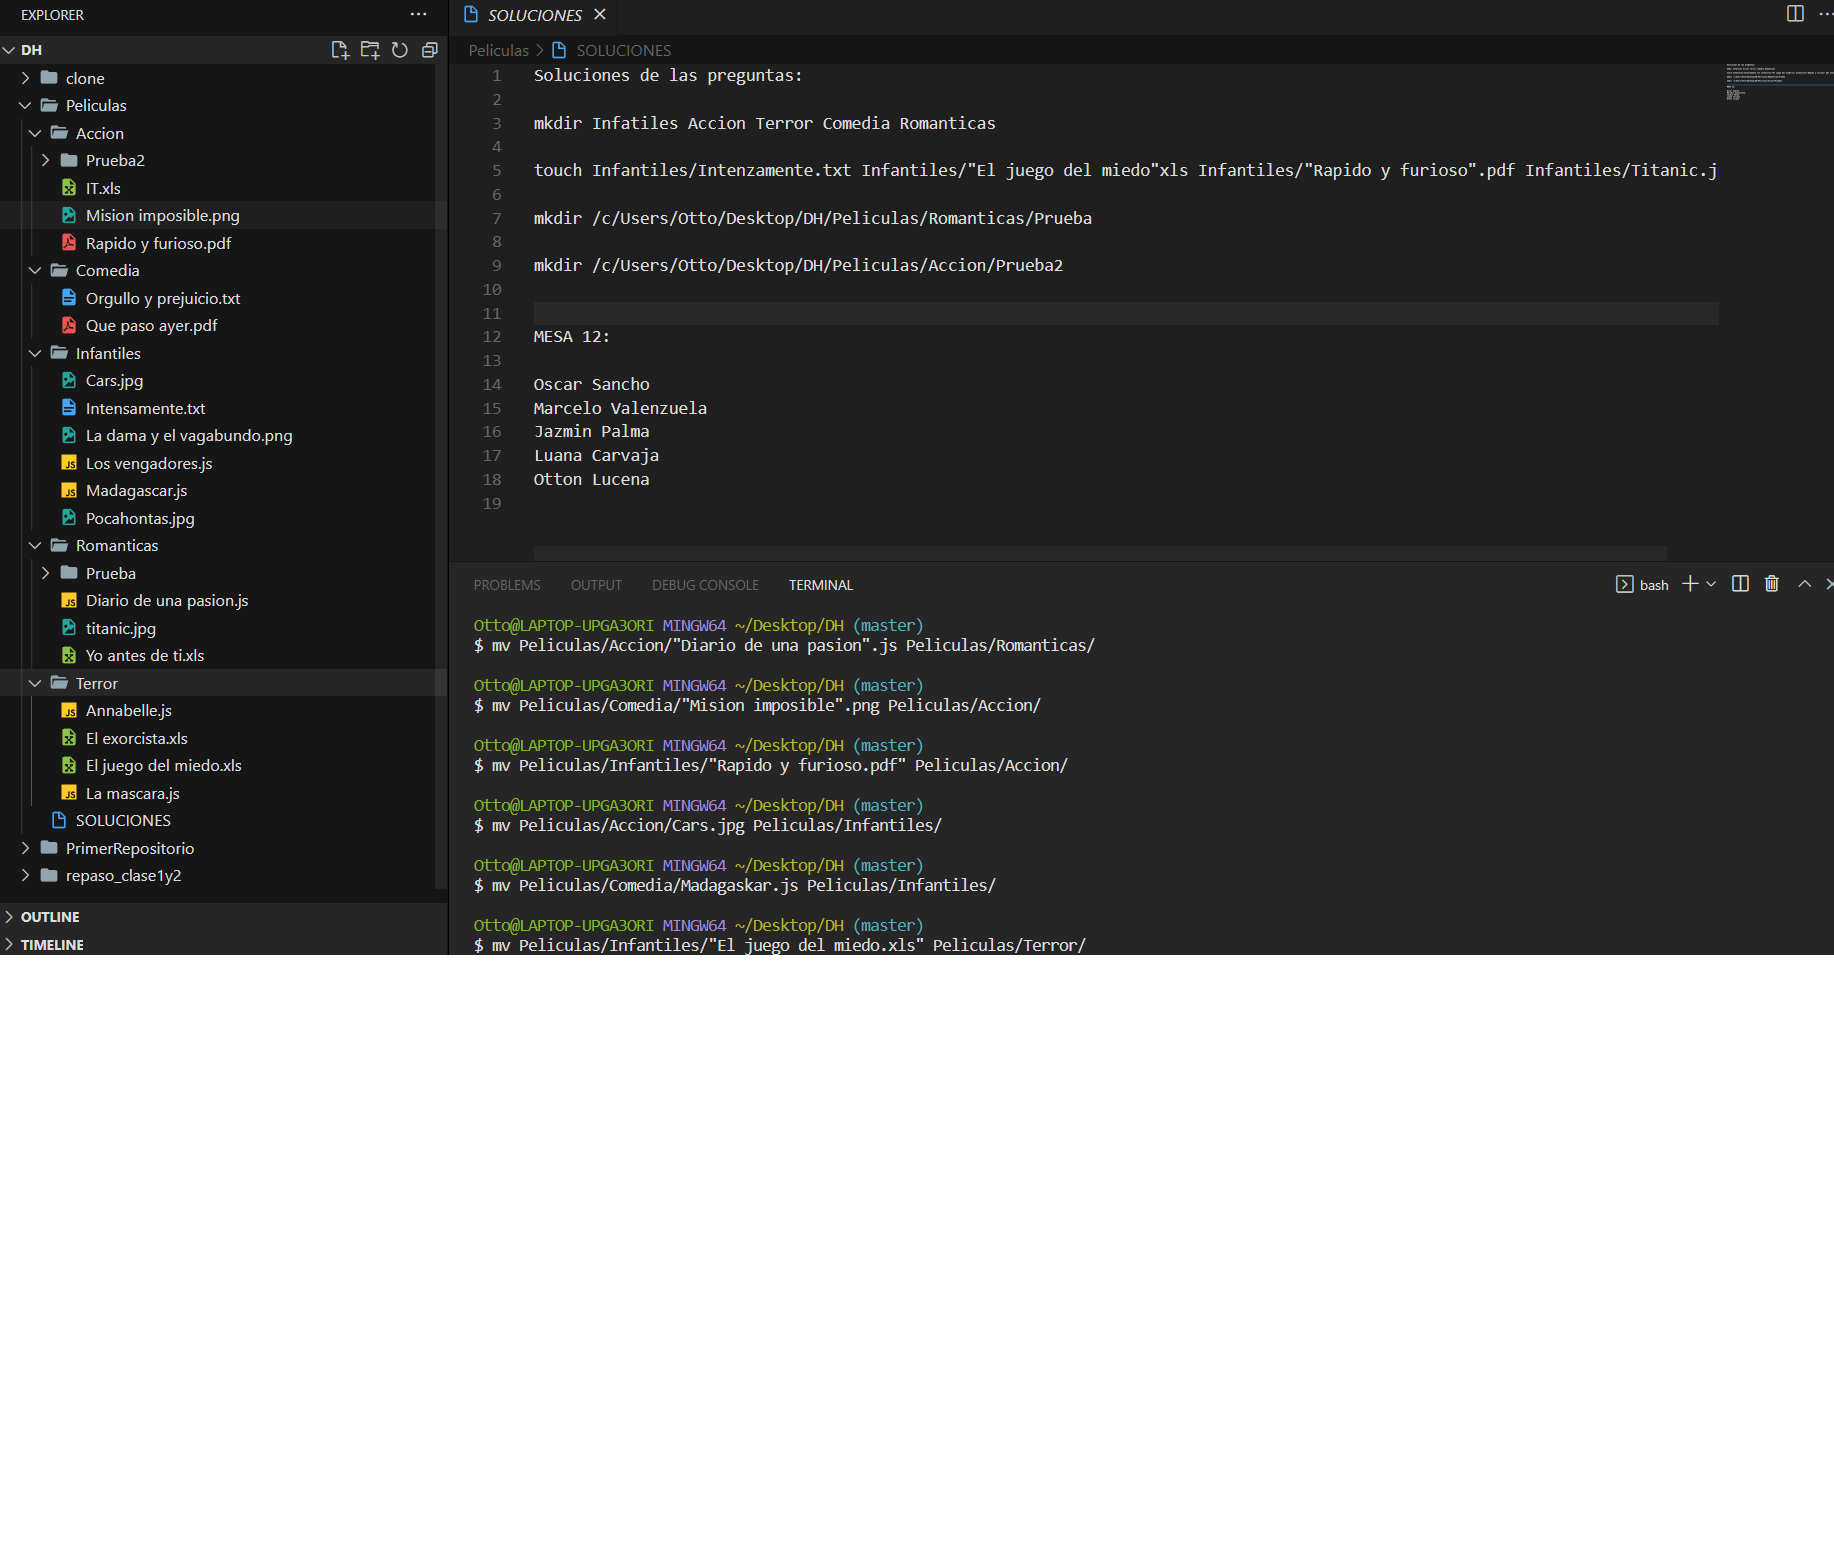 EXPLORER
DH
clone
Peliculas
Accion
Prueba2
IT.xls
Mision imposible.png
Rapido y furioso.pdf
Comedia
Orgullo y prejuicio.txt
Que paso ayer.pdf
Infantiles
Cars.jpg
Intensamente.txt
La dama y el vagabundo.png
Los vengadores.js
Madagascar.js
Pocahontas.jpg
Romanticas
Prueba
Diario de una pasion.js
titanic.jpg
Yo antes de ti.xls
Terror
Annabelle.js
El exorcista.xls
El juego del miedo.xls
La mascara.js
SOLUCIONES
PrimerRepositorio
repaso_clase1y2
OUTLINE
TIMELINE
SOLUCIONES
Peliculas > SOLUCIONES
1 Soluciones de las preguntas:
2
3 mkdir Infatiles Accion Terror Comedia Romanticas
4
5 touch Infantiles/Intenzamente.txt Infantiles/"El juego del miedo"xls Infantiles/"Rapido y furioso".pdf Infantiles/Titanic.j
6
7 mkdir /c/Users/Otto/Desktop/DH/Peliculas/Romanticas/Prueba
8
9 mkdir /c/Users/Otto/Desktop/DH/Peliculas/Accion/Prueba2
10
11
12 MESA 12:
13
14 Oscar Sancho
15 Marcelo Valenzuela
16 Jazmin Palma
17 Luana Carvaja
18 Otton Lucena
19
PROBLEMS OUTPUT DEBUG CONSOLE TERMINAL bash
Otto@LAPTOP-UPGA3ORI MINGW64 ~/Desktop/DH (master)
$ mv Peliculas/Accion/"Diario de una pasion".js Peliculas/Romanticas/
Otto@LAPTOP-UPGA3ORI MINGW64 ~/Desktop/DH (master)
$ mv Peliculas/Comedia/"Mision imposible".png Peliculas/Accion/
Otto@LAPTOP-UPGA3ORI MINGW64 ~/Desktop/DH (master)
$ mv Peliculas/Infantiles/"Rapido y furioso.pdf" Peliculas/Accion/
Otto@LAPTOP-UPGA3ORI MINGW64 ~/Desktop/DH (master)
$ mv Peliculas/Accion/Cars.jpg Peliculas/Infantiles/
Otto@LAPTOP-UPGA3ORI MINGW64 ~/Desktop/DH (master)
$ mv Peliculas/Comedia/Madagaskar.js Peliculas/Infantiles/
Otto@LAPTOP-UPGA3ORI MINGW64 ~/Desktop/DH (master)
$ mv Peliculas/Infantiles/"El juego del miedo.xls" Peliculas/Terror/